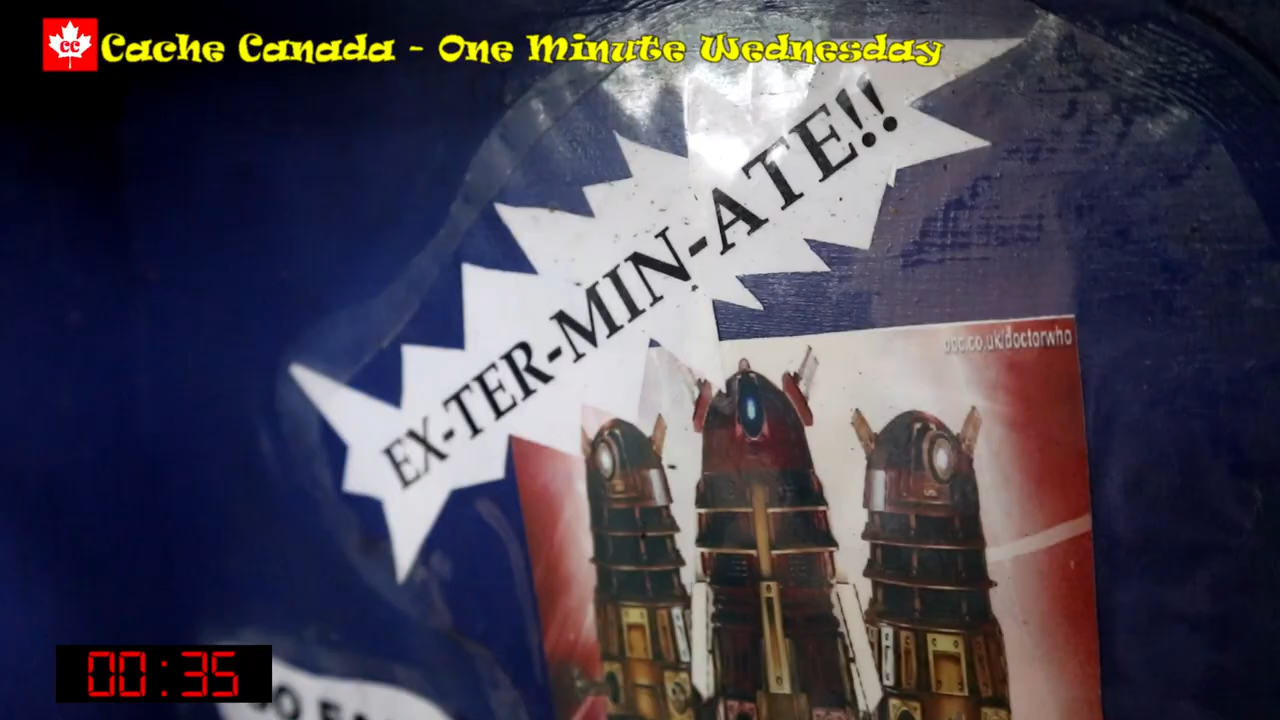 cc
Cache Canada - One Minute Wednesday
EX-TER-MIN-ATE!!
bbc.co.uk/doctorwho
00:35